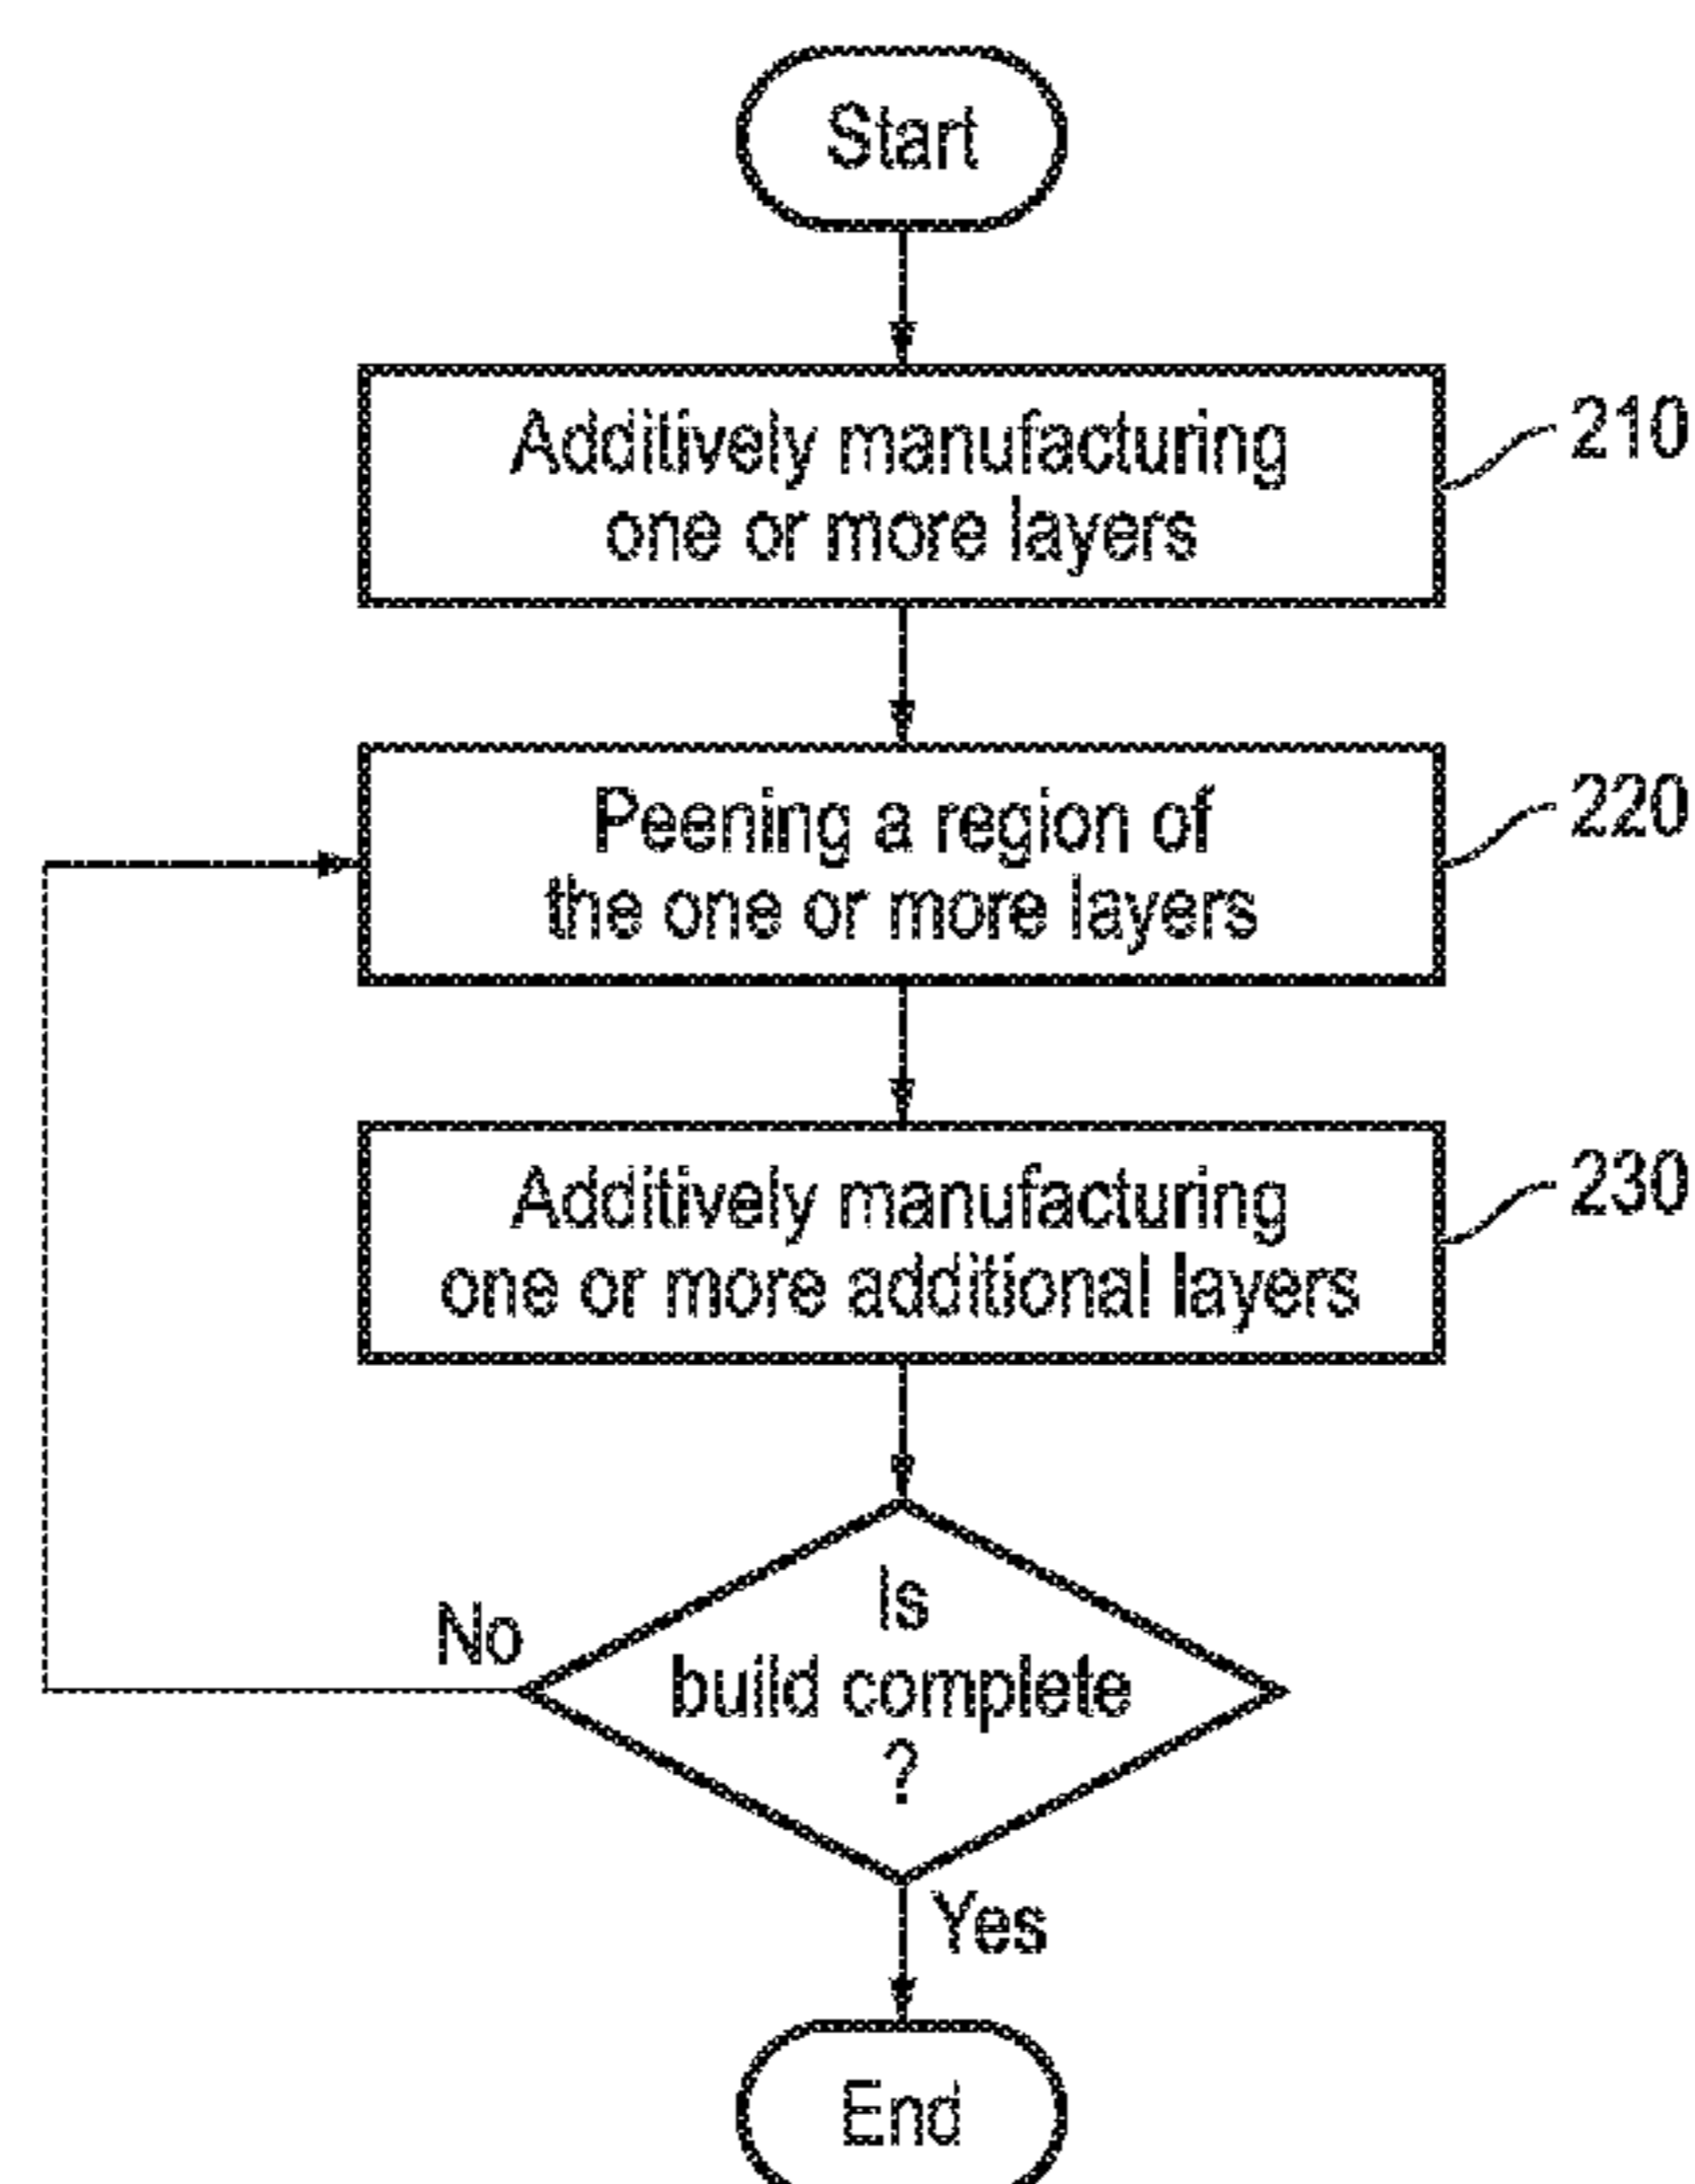 Start
Additively manufacturing
one or more layers
210
Peening a region of
the one or more layers
220
Additively manufacturing
one or more additional layers
230
Is
build complete
?
No
Yes
End